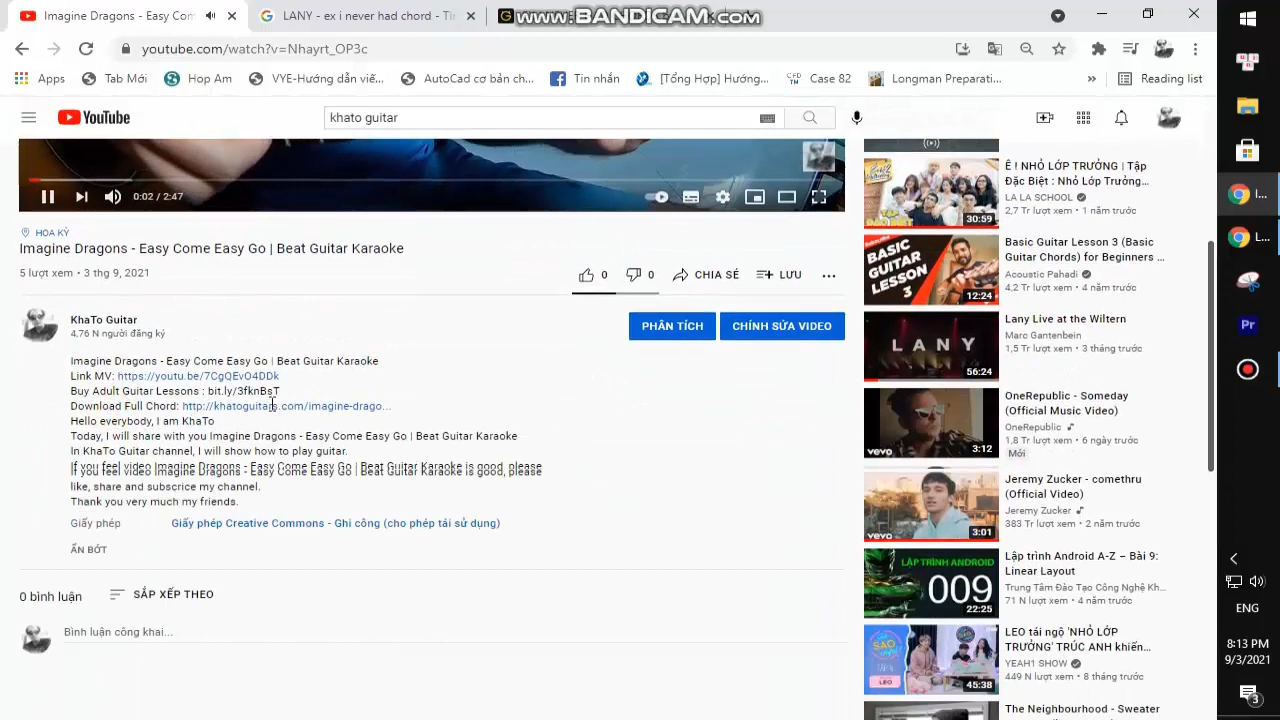 Imagine Dragons - Easy Com
LANY - ex i never had chord - Th
www.BANDICAM.com
youtube.com/watch?v=Nhayrt_OP3c
Apps
Tab Mới
Hop Am
VYE-Hướng dẫn viế...
AutoCad cơ bản ch...
Tin nhắn
[Tổng Hợp] Hướng...
Case 82
Longman Preparati...
»
Reading list
YouTube
khato guitar
0:02 / 2:47
HOA KỲ
Imagine Dragons - Easy Come Easy Go | Beat Guitar Karaoke
5 lượt xem • 3 thg 9, 2021
0
0
CHIA SẺ
LƯU
KhaTo Guitar
4.76 N người đăng ký
PHÂN TÍCH
CHỈNH SỬA VIDEO
Imagine Dragons - Easy Come Easy Go | Beat Guitar Karaoke
Link MV: https://youtu.be/7CgQEvO4DDk
Buy Adult Guitar Lessons : bit.ly/3fknBsT
Download Full Chord: http://khatoguitars.com/imagine-drago...
Hello everybody, I am KhaTo
Today, I will share with you Imagine Dragons - Easy Come Easy Go | Beat Guitar Karaoke
In KhaTo Guitar channel, I will show how to play guritar
If you feel video Imagine Dragons - Easy Come Easy Go | Beat Guitar Karaoke is good, please
like, share and subscrice my channel.
Thank you very much my friends.
Giấy phép
Giấy phép Creative Commons - Ghi công (cho phép tái sử dụng)
ẨN BỚT
0 bình luận
SẮP XẾP THEO
Bình luận công khai...
Ê ! NHỎ LỚP TRƯỞNG | Tập
Đặc Biệt : Nhỏ Lớp Trưởng...
LA LA SCHOOL
2,7 Tr lượt xem • 1 năm trước
30:59
BASIC
GUITAR
LESSON
3
12:24
Basic Guitar Lesson 3 (Basic
Guitar Chords) for Beginners ...
Acoustic Pahadi
4,2 Tr lượt xem • 4 năm trước
LANY
56:24
Lany Live at the Wiltern
Marc Gantenbein
1,5 Tr lượt xem • 3 tháng trước
vevo
3:12
OneRepublic - Someday
(Official Music Video)
OneRepublic
1,8 Tr lượt xem • 6 ngày trước
Mới
vevo
3:01
Jeremy Zucker - comethru
(Official Video)
Jeremy Zucker
383 Tr lượt xem • 2 năm trước
LẬP TRÌNH ANDROID
009
22:25
Lập trình Android A-Z – Bài 9:
Linear Layout
Trung Tâm Đào Tạo Công Nghệ Kh...
71 N lượt xem • 4 năm trước
SAO
LEO
45:38
LEO tái ngộ 'NHỎ LỚP
TRƯỞNG' TRÚC ANH khiến...
YEAH1 SHOW
449 N lượt xem • 8 tháng trước
The Neighbourhood - Sweater
I...
L...
Pr
ENG
8:13 PM
9/3/2021
3